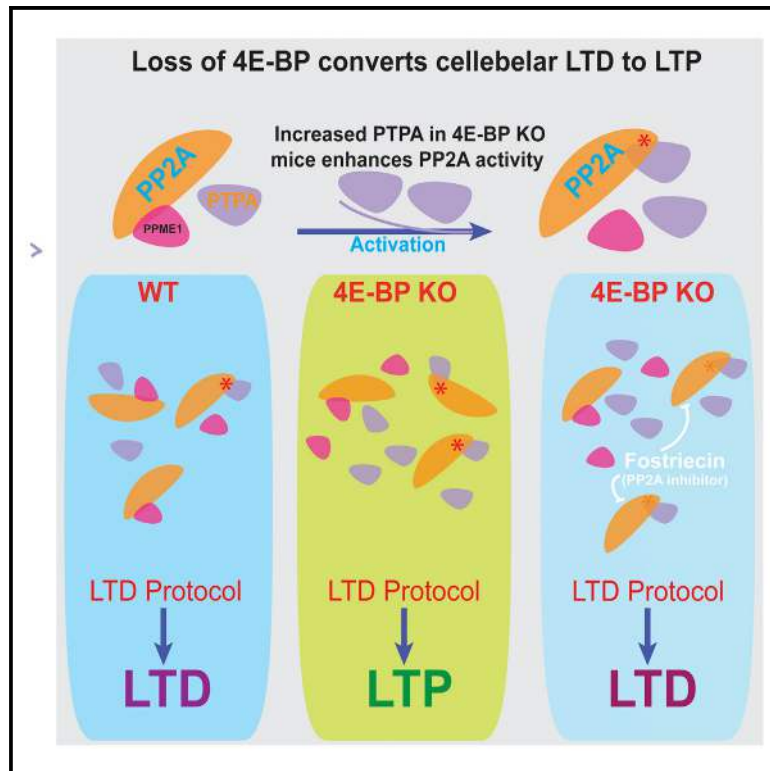 Loss of 4E-BP converts cellebelar LTD to LTP
Increased PTPA in 4E-BP KO
mice enhances PP2A activity
PP2A
PTPA
PPME1
Activation
PP2A
*
>
WT
4E-BP KO
4E-BP KO
*
*
*
*
*
Fostriecin
(PP2A inhibitor)
LTD Protocol
LTD Protocol
LTD Protocol
LTD
LTP
LTD